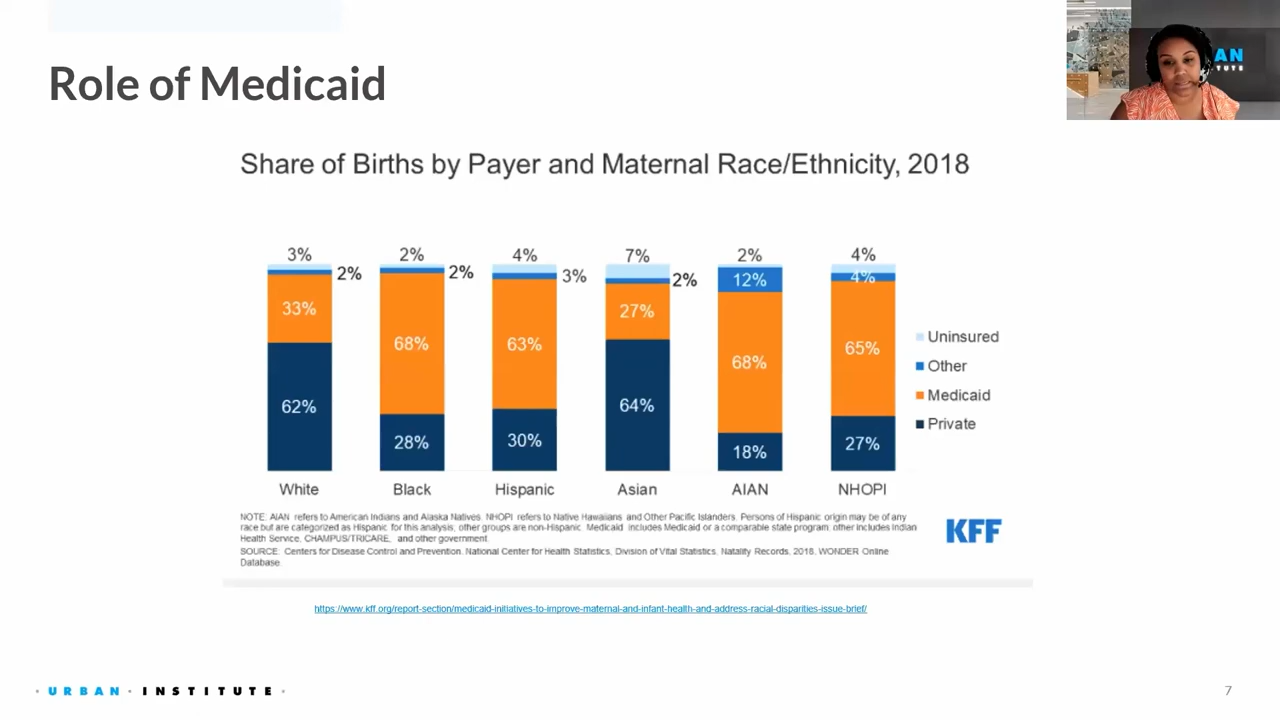 AN
TUTE
Role of Medicaid
Share of Births by Payer and Maternal Race/Ethnicity, 2018
3% 2% 4% 7% 2% 4%
2% 2% 3% 2% 12% 4%
33% 68% 63% 27% 68% 65%
62% 28% 30% 64% 18% 27%
White Black Hispanic Asian AIAN NHOPI
Uninsured
Other
Medicaid
Private
NOTE: AIAN refers to American Indians and Alaska Natives. NHOPI refers to Native Hawaiians and Other Pacific Islanders. Persons of Hispanic origin may be of any
race but are categorized as Hispanic for this analysis; other groups are non-Hispanic. Medicaid includes Medicaid or a comparable state program; other includes Indian
Health Service, CHAMPUS/TRICARE, and other government.
SOURCE: Centers for Disease Control and Prevention. National Center for Health Statistics, Division of Vital Statistics, Natality Records, 2018, WONDER Online
Database.
KFF
https://www.kff.org/report-section/medicaid-initiatives-to-improve-maternal-and-infant-health-and-address-racial-disparities-issue-brief/
· URBAN · INSTITUTE ·
7